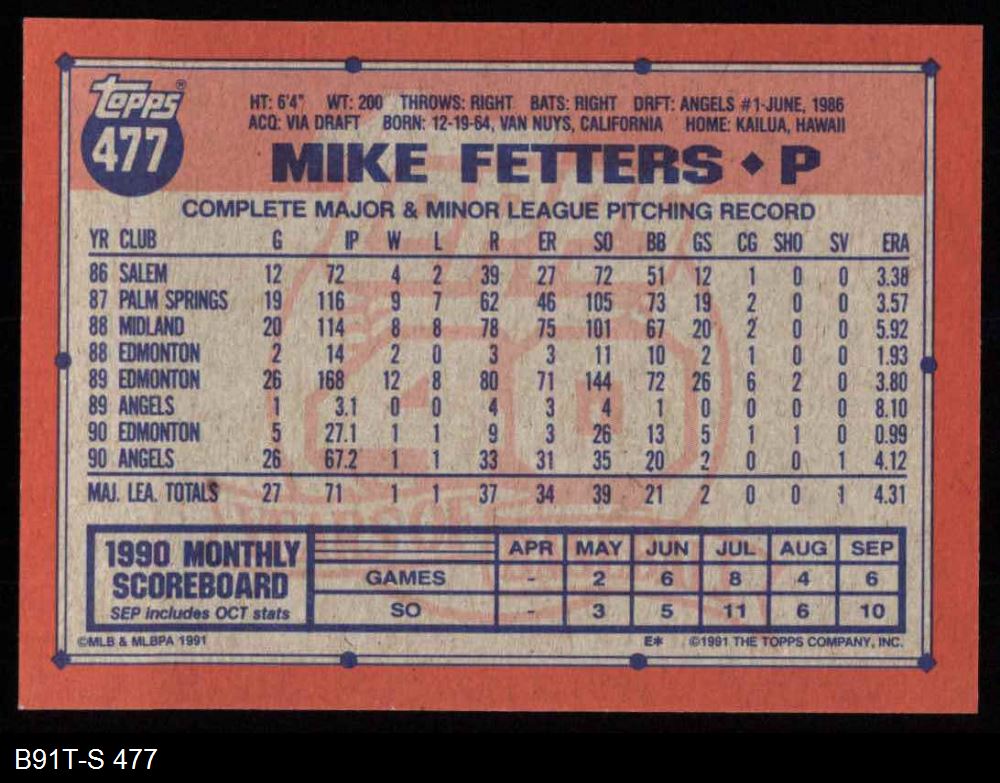 topps®
477
HT: 6'4" WT: 200 THROWS: RIGHT BATS: RIGHT DRFT: ANGELS #1-JUNE, 1986
ACQ: VIA DRAFT BORN: 12-19-64, VAN NUYS, CALIFORNIA HOME: KAILUA, HAWAII
MIKE FETTERS ♦ P
COMPLETE MAJOR & MINOR LEAGUE PITCHING RECORD
YR CLUB G IP W L R ER SO BB GS CG SHO SV ERA
86 SALEM 12 72 4 2 39 27 72 51 12 1 0 0 3.38
87 PALM SPRINGS 19 116 9 7 62 46 105 73 19 2 0 0 3.57
88 MIDLAND 20 114 8 8 78 75 101 67 20 2 0 0 5.92
88 EDMONTON 2 14 2 0 3 3 11 10 2 1 0 0 1.93
89 EDMONTON 26 168 12 8 80 71 144 72 26 6 2 0 3.80
89 ANGELS 1 3.1 0 0 4 3 4 1 0 0 0 0 8.10
90 EDMONTON 5 27.1 1 1 9 3 26 13 5 1 1 0 0.99
90 ANGELS 26 67.2 1 1 33 31 35 20 2 0 0 1 4.12
MAJ. LEA. TOTALS 27 71 1 1 37 34 39 21 2 0 0 1 4.31
40
YEARS OF
1990 MONTHLY
SCOREBOARD
SEP includes OCT stats
APR MAY JUN JUL AUG SEP
GAMES - 2 6 8 4 6
SO - 3 5 11 6 10
©MLB & MLBPA 1991 E* ©1991 THE TOPPS COMPANY, INC.
B91T-S 477